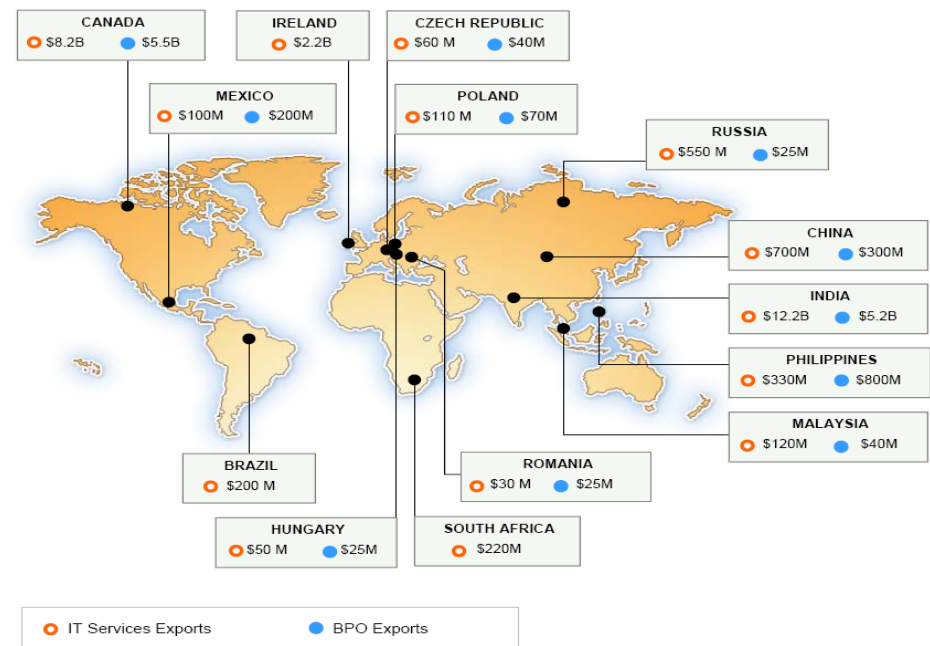 CANADA
$8.2B $5.5B
IRELAND
$2.2B
CZECH REPUBLIC
$60 M $40M
MEXICO
$100M $200M
POLAND
$110 M $70M
RUSSIA
$550 M $25M
CHINA
$700M $300M
INDIA
$12.2B $5.2B
PHILIPPINES
$330M $800M
MALAYSIA
$120M $40M
BRAZIL
$200 M
ROMANIA
$30 M $25M
HUNGARY
$50 M $25M
SOUTH AFRICA
$220M
IT Services Exports BPO Exports